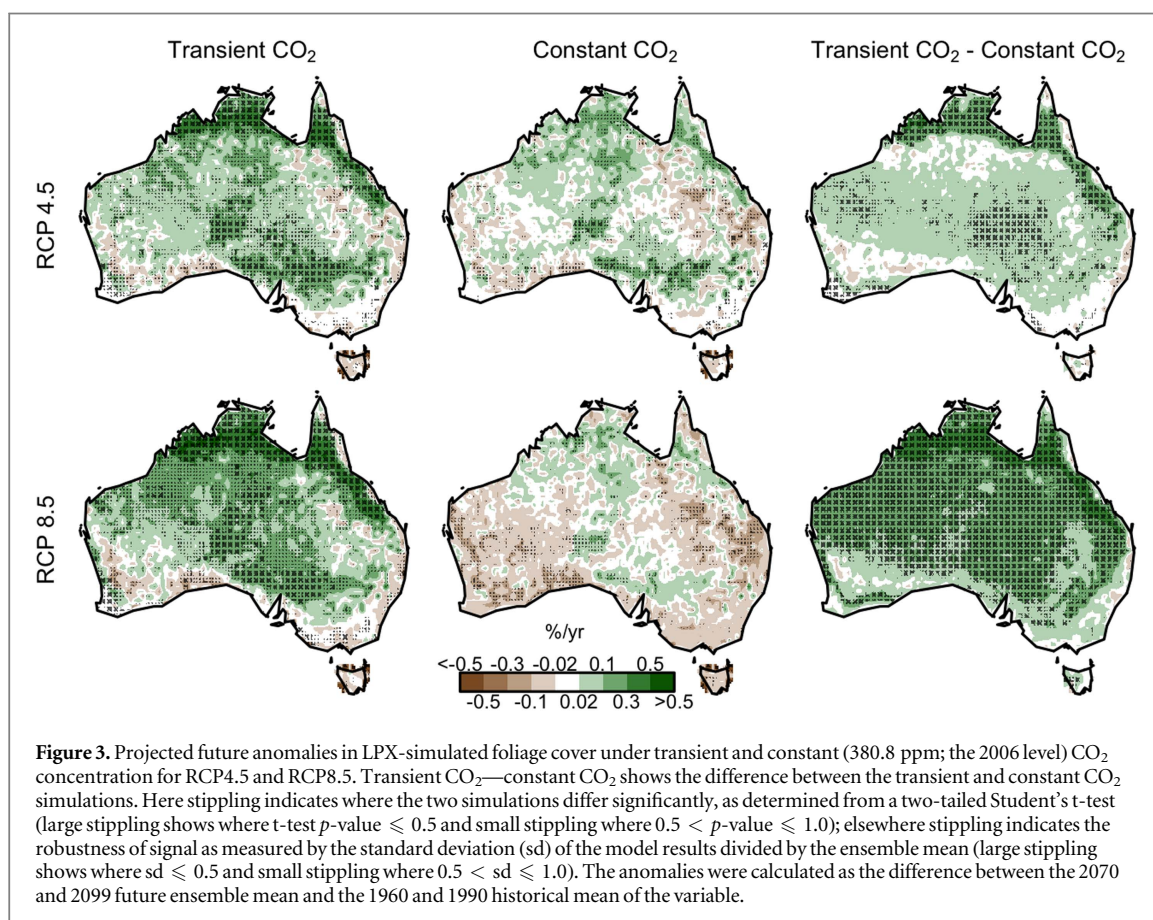 Transient CO₂ Constant CO₂ Transient CO₂ - Constant CO₂
RCP 4.5
RCP 8.5
%/yr
<-0.5 -0.3 -0.02 0.1 0.5
-0.5 -0.1 0.02 0.3 >0.5
Figure 3. Projected future anomalies in LPX-simulated foliage cover under transient and constant (380.8 ppm; the 2006 level) CO₂
concentration for RCP4.5 and RCP8.5. Transient CO₂—constant CO₂ shows the difference between the transient and constant CO₂
simulations. Here stippling indicates where the two simulations differ significantly, as determined from a two-tailed Student's t-test
(large stippling shows where t-test p-value ⩽ 0.5 and small stippling where 0.5 < p-value ⩽ 1.0); elsewhere stippling indicates the
robustness of signal as measured by the standard deviation (sd) of the model results divided by the ensemble mean (large stippling
shows where sd ⩽ 0.5 and small stippling where 0.5 < sd ⩽ 1.0). The anomalies were calculated as the difference between the 2070
and 2099 future ensemble mean and the 1960 and 1990 historical mean of the variable.